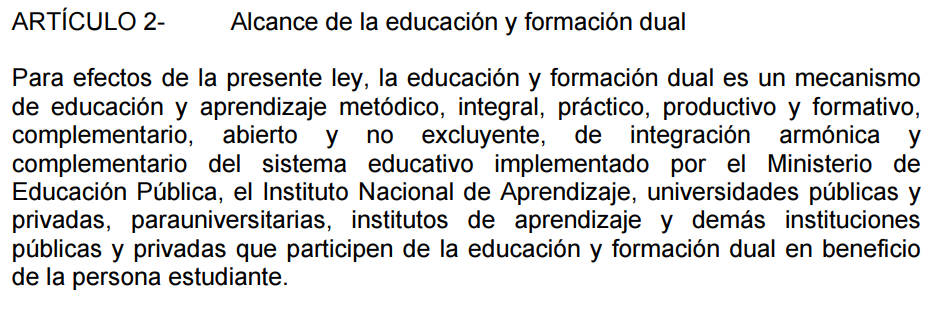 ARTÍCULO 2- Alcance de la educación y formación dual
Para efectos de la presente ley, la educación y formación dual es un mecanismo
de educación y aprendizaje metódico, integral, práctico, productivo y formativo,
complementario, abierto y no excluyente, de integración armónica y
complementario del sistema educativo implementado por el Ministerio de
Educación Pública, el Instituto Nacional de Aprendizaje, universidades públicas y
privadas, parauniversitarias, institutos de aprendizaje y demás instituciones
públicas y privadas que participen de la educación y formación dual en beneficio
de la persona estudiante.